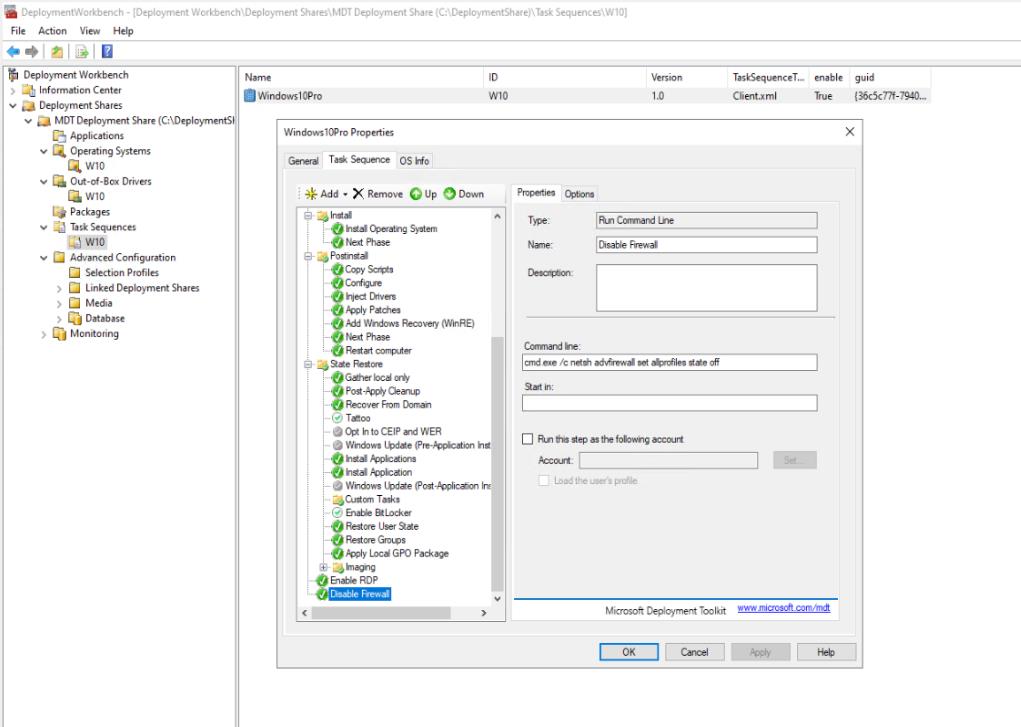 DeploymentWorkbench - [Deployment Workbench\Deployment Shares\MDT Deployment Share (C:\DeploymentShare)\Task Sequences\W10]
File Action View Help
Deployment Workbench
Information Center
Deployment Shares
MDT Deployment Share (C:\DeploymentSh
Applications
Operating Systems
W10
Out-of-Box Drivers
W10
Packages
Task Sequences
W10
Advanced Configuration
Selection Profiles
Linked Deployment Shares
Media
Database
Monitoring
Name ID Version TaskSequenceT... enable guid
Windows10Pro W10 1.0 Client.xml True {36c5c77f-7940...
Windows10Pro Properties
General Task Sequence OS Info
Add Remove Up Down
Install
Install Operating System
Next Phase
Postinstall
Copy Scripts
Configure
Inject Drivers
Apply Patches
Add Windows Recovery (WinRE)
Next Phase
Restart computer
State Restore
Gather local only
Post-Apply Cleanup
Recover From Domain
Tattoo
Opt In to CEIP and WER
Windows Update (Pre-Application Inst
Install Applications
Install Application
Windows Update (Post-Application Ins
Custom Tasks
Enable BitLocker
Restore User State
Restore Groups
Apply Local GPO Package
Imaging
Enable RDP
Disable Firewall
Properties Options
Type: Run Command Line
Name: Disable Firewall
Description:
Command line:
cmd.exe /c netsh advfirewall set allprofiles state off
Start in:
Run this step as the following account
Account: Set...
Load the user's profile
Microsoft Deployment Toolkit www.microsoft.com/mdt
OK Cancel Apply Help